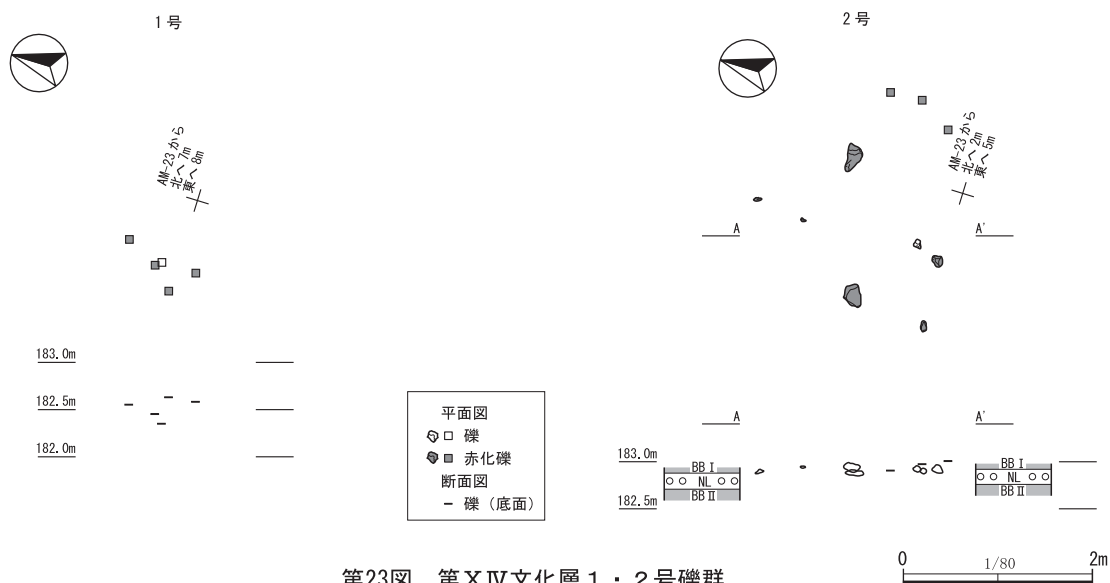 1号
2号
AM-23から
北へ7m
東へ8m
AM-23から
北へ2m
東へ5m
A
A'
183.0m
182.5m
182.0m
平面図
礫
赤化礫
断面図
礫（底面）
A
A'
183.0m
182.5m
BBⅠ
NL
BBⅡ
BBⅠ
NL
BBⅡ
0 1/80 2m
第23図 第ⅩⅣ文化層１・２号礫群